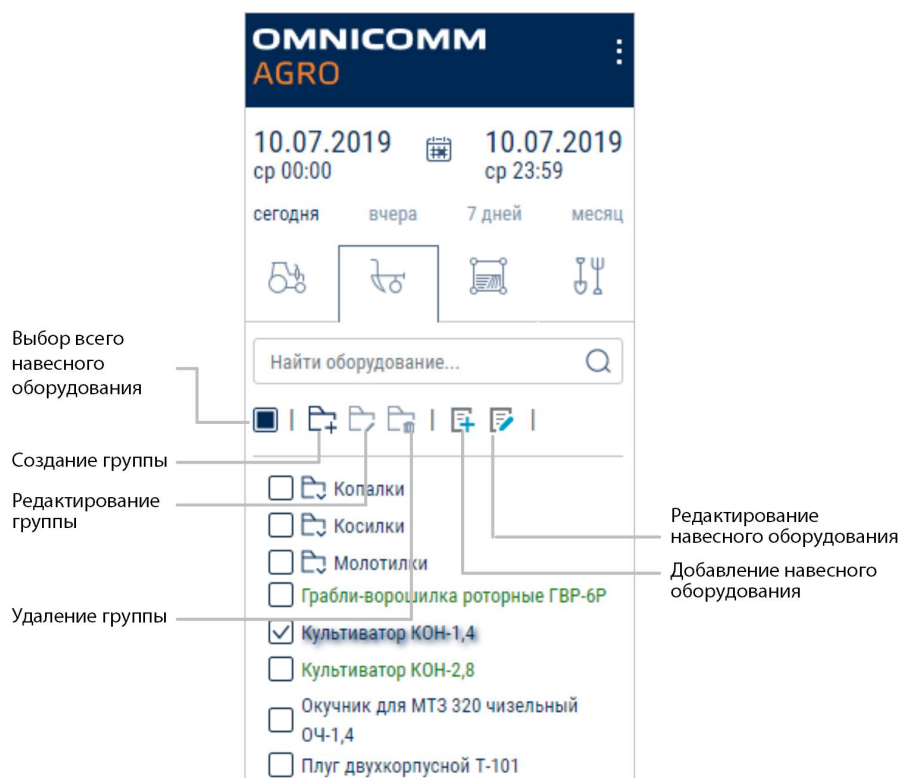 OMNICOMM
AGRO
10.07.2019
ср 00:00
10.07.2019
ср 23:59
сегодня вчера 7 дней месяц
Найти оборудование...
Выбор всего
навесного
оборудования
Создание группы
Редактирование
группы
Удаление группы
Копалки
Косилки
Молотилки
Грабли-ворошилка роторные ГВР-6Р
Культиватор КОН-1,4
Культиватор КОН-2,8
Окучник для МТЗ 320 чизельный
ОЧ-1,4
Плуг двухкорпусной Т-101
Редактирование
навесного оборудования
Добавление навесного
оборудования